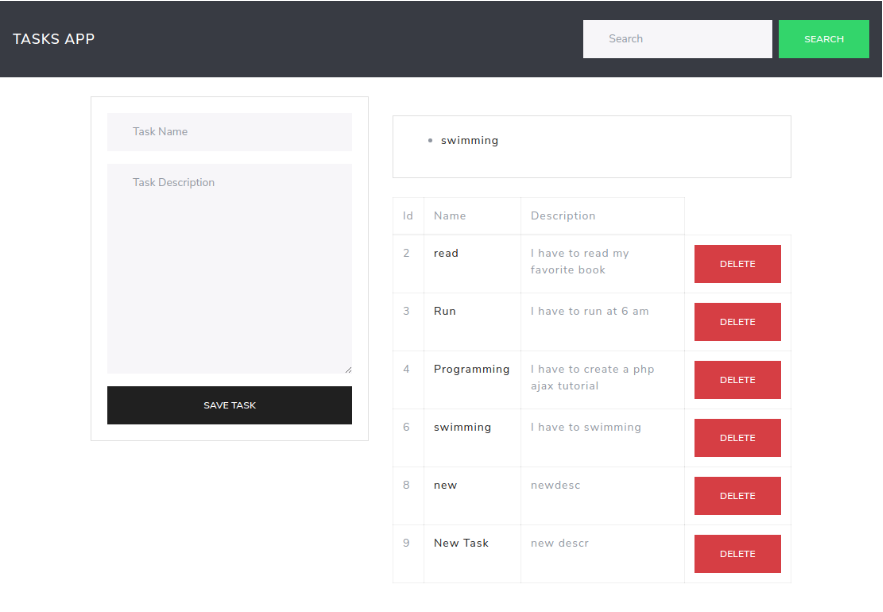 TASKS APP
Search
SEARCH
Task Name
Task Description
SAVE TASK
swimming
Id Name Description
2 read I have to read my DELETE
favorite book
3 Run I have to run at 6 am DELETE
4 Programming I have to create a php DELETE
ajax tutorial
6 swimming I have to swimming DELETE
8 new newdesc DELETE
9 New Task new descr DELETE